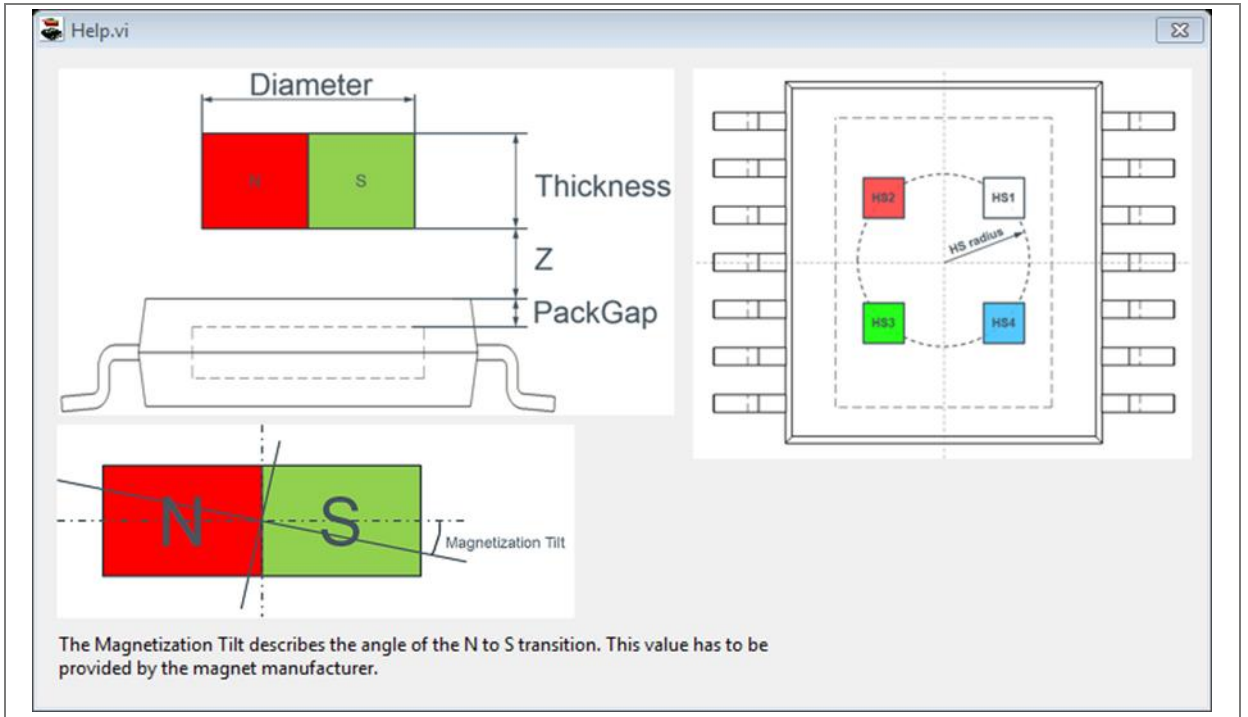 Help.vi
Diameter
N S
Thickness
Z
PackGap
HS2
HS1
HS radius
HS3
HS4
N S
Magnetization Tilt
The Magnetization Tilt describes the angle of the N to S transition. This value has to be
provided by the magnet manufacturer.